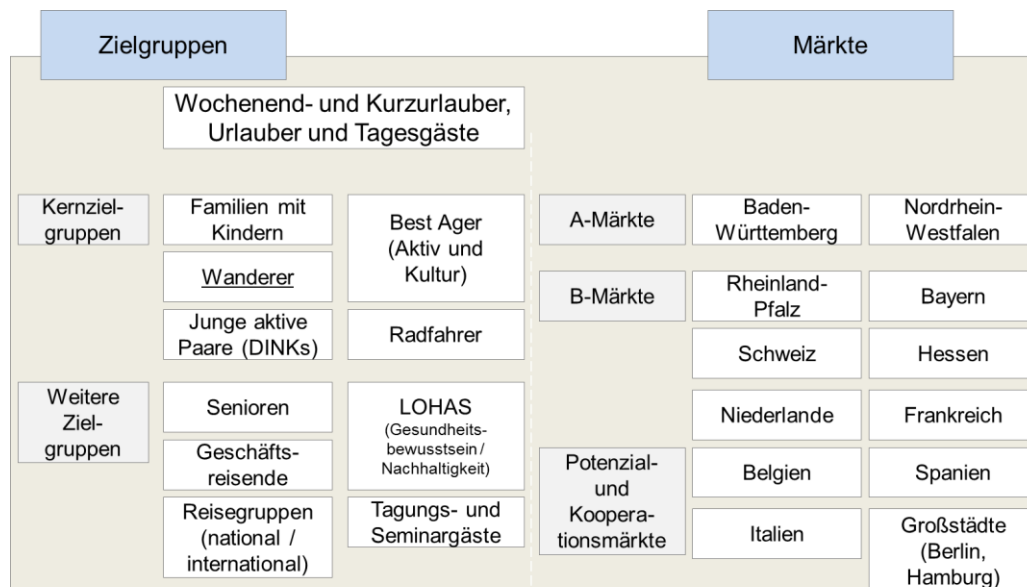 Zielgruppen
Märkte
Wochenend- und Kurzurlauber,
Urlauber und Tagesgäste
Kernziel-
gruppen
Familien mit
Kindern
Best Ager
(Aktiv und
Kultur)
Wanderer
Junge aktive
Paare (DINKs)
Radfahrer
Weitere
Ziel-
gruppen
Senioren
LOHAS
(Gesundheits-
bewusstsein /
Nachhaltigkeit)
Geschäfts-
reisende
Reisegruppen
(national /
international)
Tagungs- und
Seminargäste
A-Märkte
Baden-
Württemberg
Nordrhein-
Westfalen
B-Märkte
Rheinland-
Pfalz
Bayern
Schweiz
Hessen
Niederlande
Frankreich
Potenzial-
und
Koopera-
tionsmärkte
Belgien
Spanien
Italien
Großstädte
(Berlin,
Hamburg)